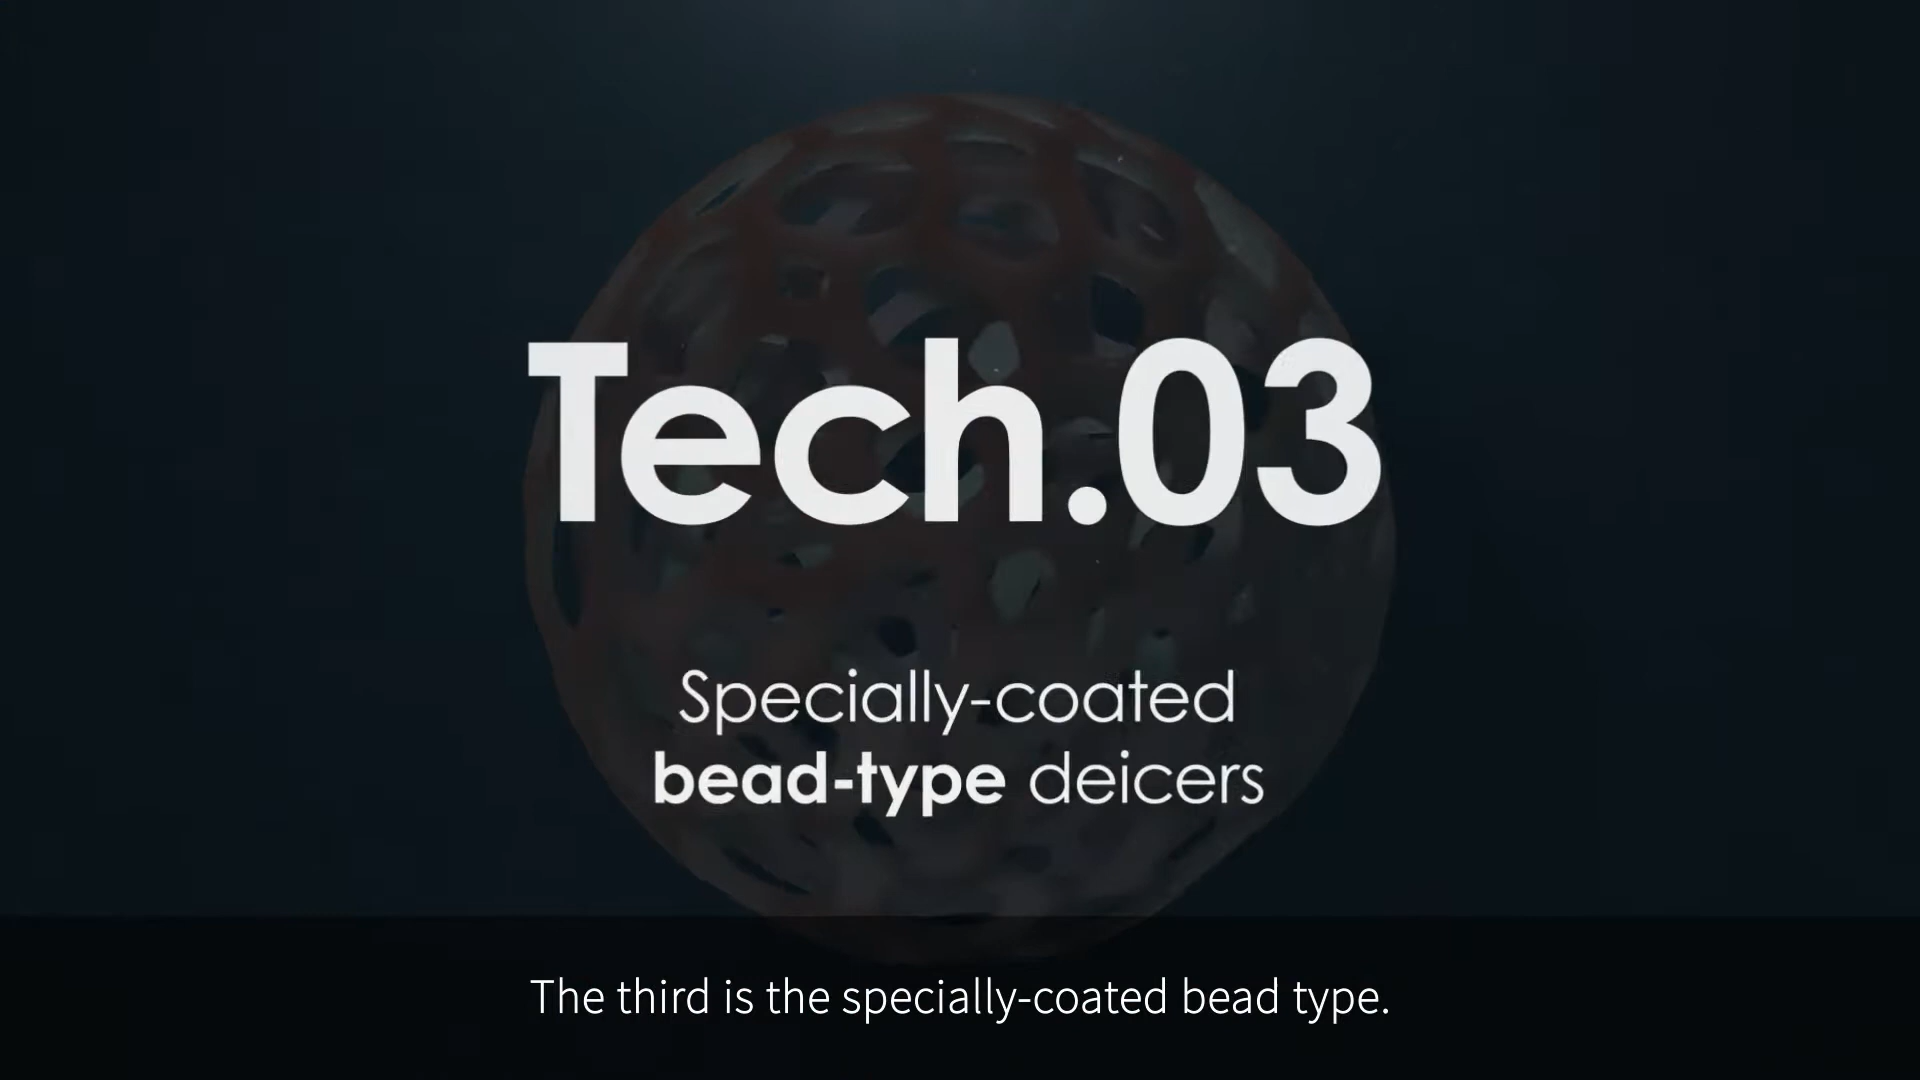 Tech.03
Specially-coated
bead-type deicers
The third is the specially-coated bead type.